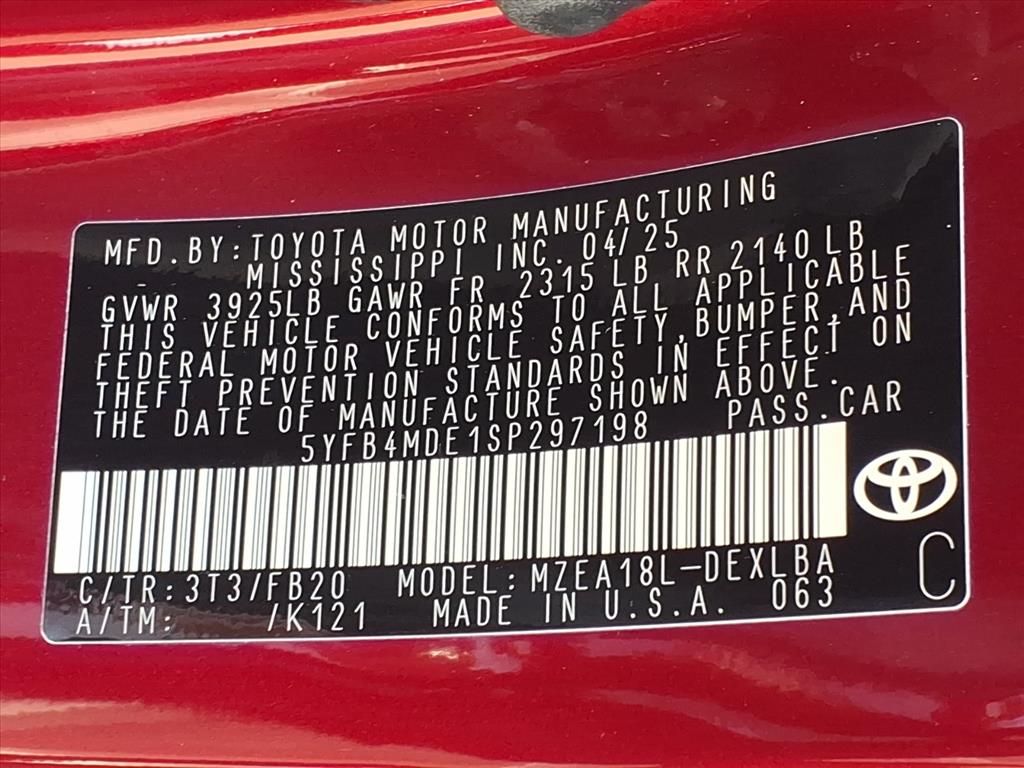 MFD.BY:TOYOTA MOTOR MANUFACTURING
MISSISSIPPI INC. 04/25
GVWR 3925LB GAWR FR 2315 LB RR 2140 LB
THIS VEHICLE CONFORMS TO ALL APPLICABLE
FEDERAL MOTOR VEHICLE SAFETY,BUMPER,AND
THEFT PREVENTION STANDARDS IN EFFECT ON
THE DATE OF MANUFACTURE SHOWN ABOVE.
5YFB4MDE1SP297198 PASS.CAR
C/TR:3T3/FB20 MODEL:MZEA18L-DEXLBA
A/TM: /K121 MADE IN U.S.A. 063
C